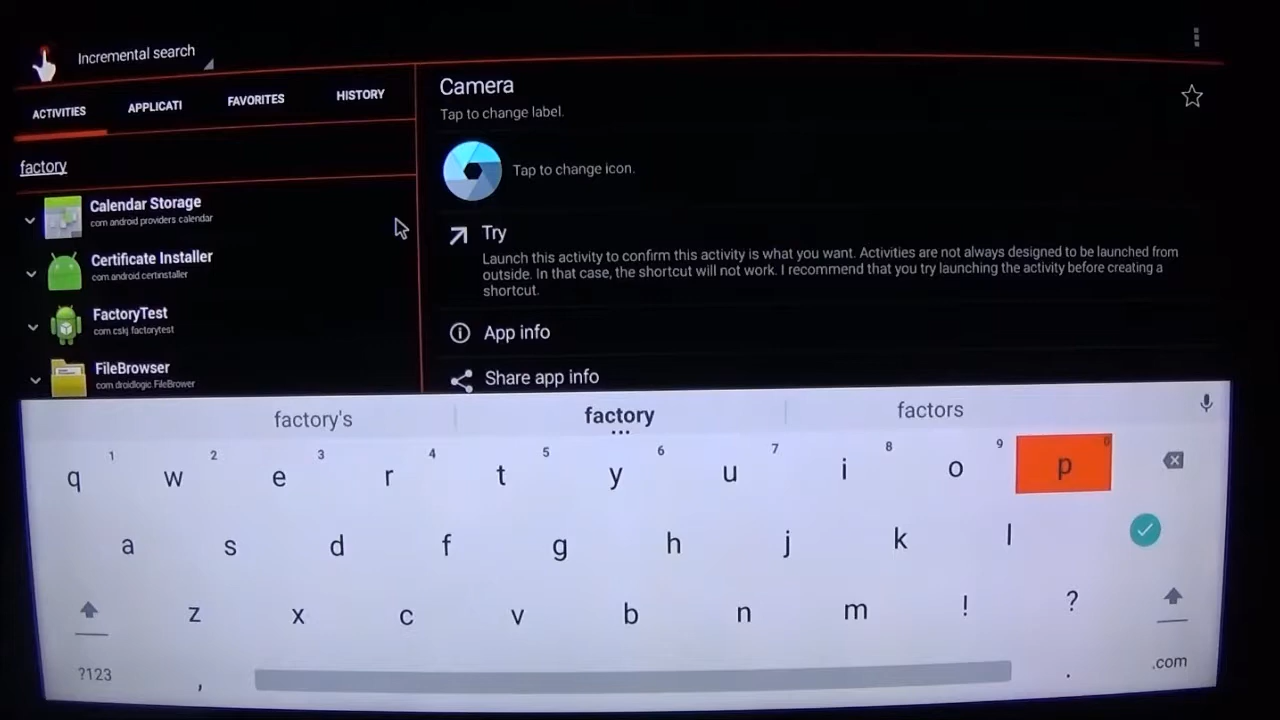 Incremental search
ACTIVITIES
APPLICATI
FAVORITES
HISTORY
factory
Calendar Storage
com android providers calendar
Certificate Installer
com.android certinstaller
FactoryTest
com cskj factorytest
FileBrowser
com droidlogic FileBrower
Camera
Tap to change label.
Tap to change icon.
Try
Launch this activity to confirm this activity is what you want. Activities are not always designed to be launched from
outside. In that case, the shortcut will not work. I recommend that you try launching the activity before creating a
shortcut.
App info
Share app info
factory's
factory
factors
1 2 3 4 5 6 7 8 9 0
q w e r t y u i o p
a s d f g h j k l
z x c v b n m ! ?
?123 , . .com